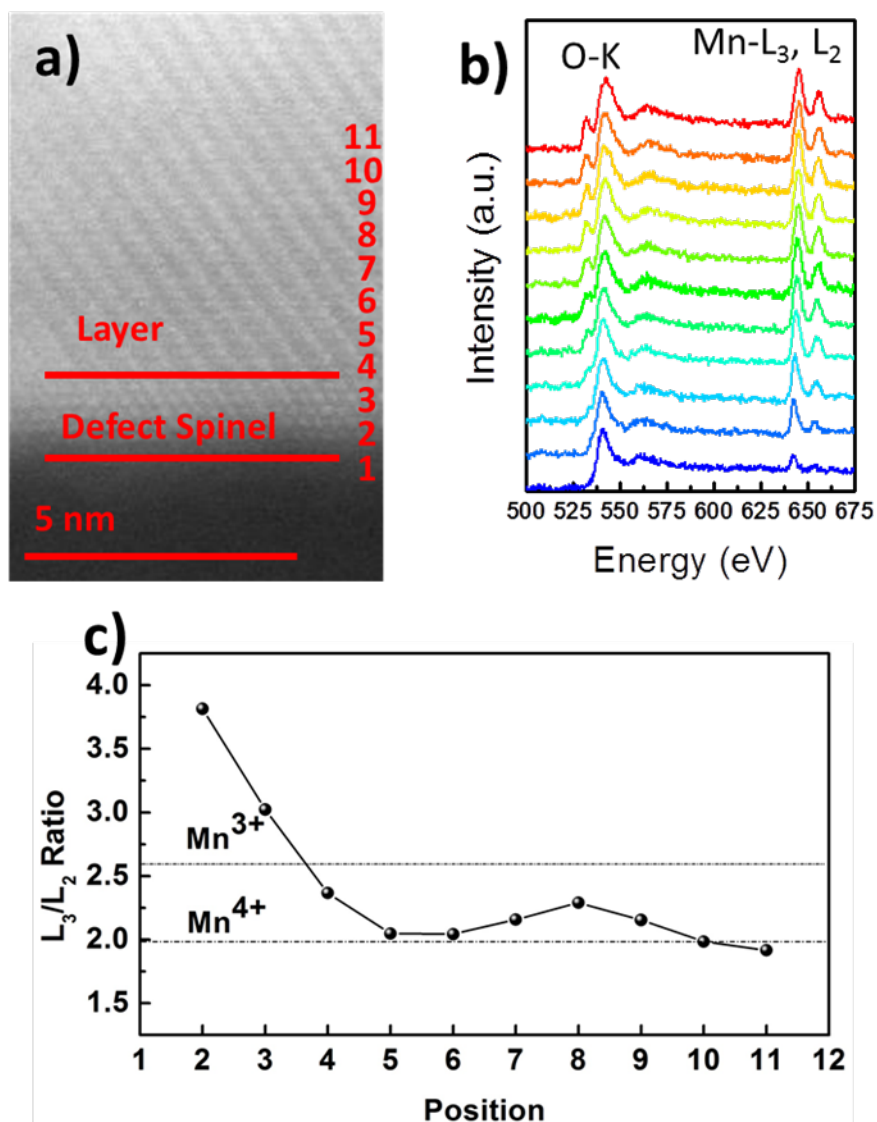 a)
11
10
9
8
7
6
5
4
3
2
1
Layer
Defect Spinel
5 nm
b)
O-K
Mn-L₃, L₂
Intensity (a.u.)
500 525 550 575 600 625 650 675
Energy (eV)
c)
4.0
3.5
3.0
2.5
2.0
1.5
L₃/L₂ Ratio
Mn³⁺
Mn⁴⁺
1 2 3 4 5 6 7 8 9 10 11 12
Position